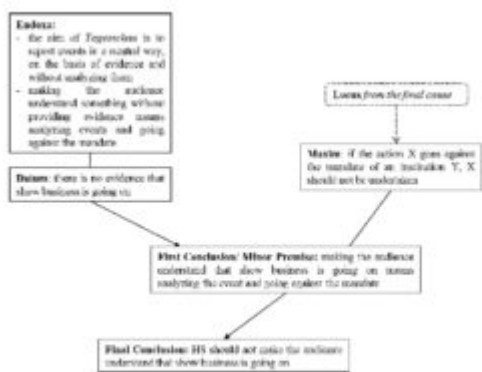 Endoxa:
- the aim of Tagesschau is to
report events in a neutral way,
on the basis of evidence and
without analyzing them
- making the audience
understand something without
providing evidence means
analyzing events and going
against the mandate
Datum: there is no evidence that
show business is going on
Locus from the final cause
Maxim: if the action X goes against
the mandate of an institution Y, X
should not be undertaken
First Conclusion/ Minor Premise: making the audience
understand that show business is going on means
analyzing the event and going against the mandate
Final Conclusion: HS should not make the audience
understand that show business is going on